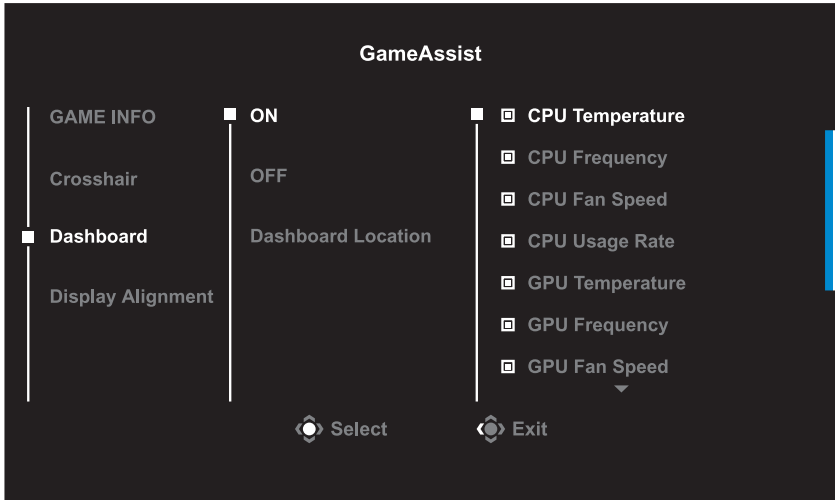 GameAssist
GAME INFO
Crosshair
Dashboard
Display Alignment
ON
OFF
Dashboard Location
CPU Temperature
CPU Frequency
CPU Fan Speed
CPU Usage Rate
GPU Temperature
GPU Frequency
GPU Fan Speed
Select
Exit